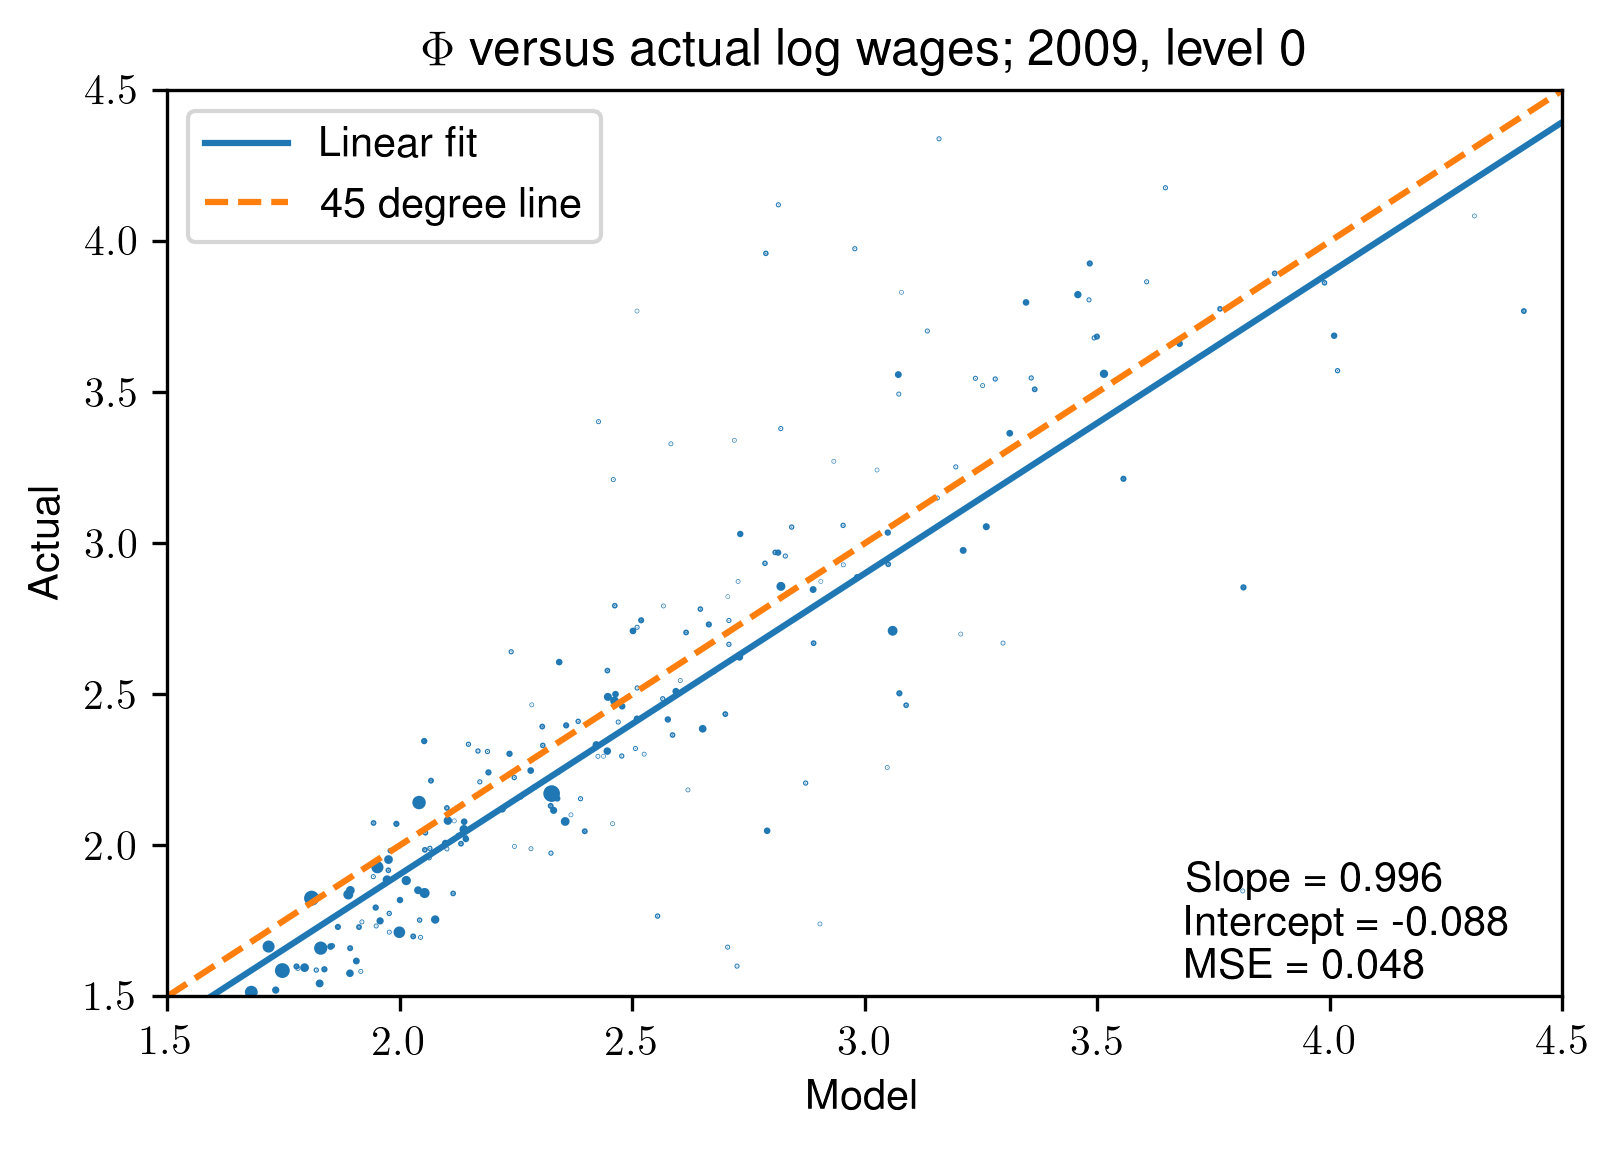 Φ versus actual log wages; 2009, level 0
4.5
4.0
3.5
3.0
2.5
2.0
1.5
Actual
Linear fit
45 degree line
Slope = 0.996
Intercept = -0.088
MSE = 0.048
1.5 2.0 2.5 3.0 3.5 4.0 4.5
Model